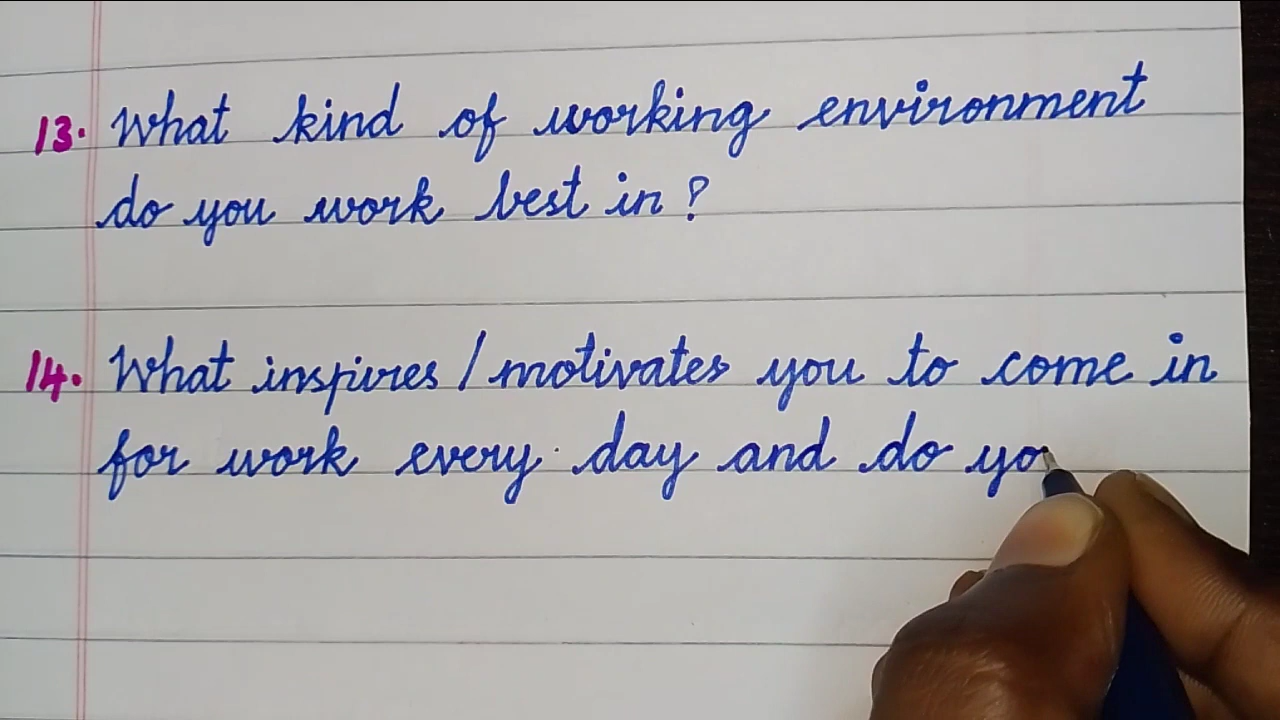 13. What kind of working environment
do you work best in?
14. What inspires / motivates you to come in
for work every day and do yo